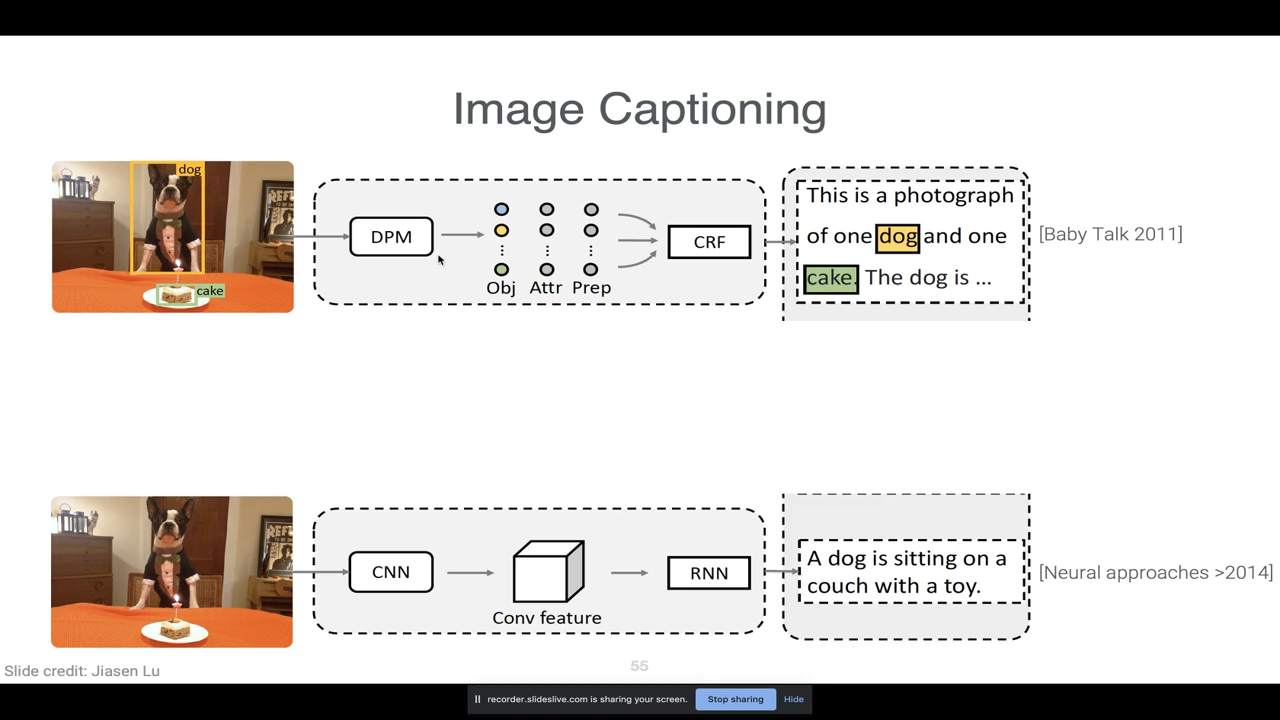 Image Captioning
dog
cake
DPM
Obj Attr Prep
CRF
This is a photograph
of one dog and one
cake. The dog is ...
[Baby Talk 2011]
CNN
Conv feature
RNN
A dog is sitting on a
couch with a toy.
[Neural approaches >2014]
Slide credit: Jiasen Lu
55
recorder.slideslive.com is sharing your screen.
Stop sharing
Hide